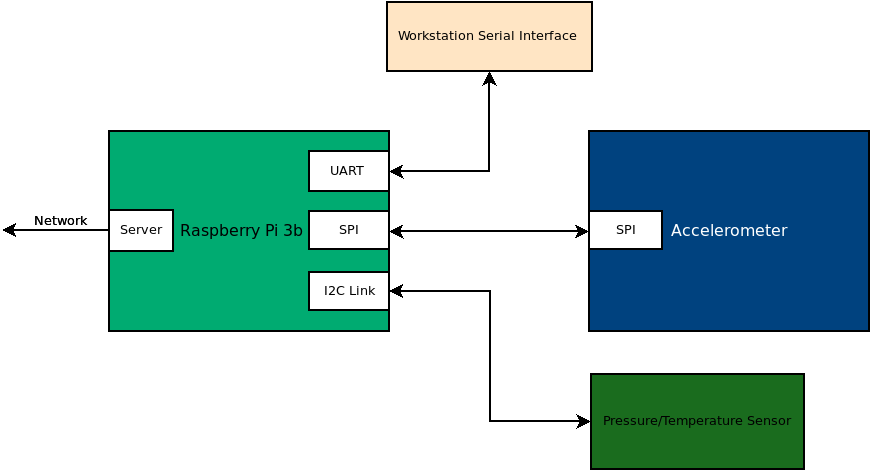 Workstation Serial Interface
UART
Network
Server
Raspberry Pi 3b
SPI
SPI
Accelerometer
I2C Link
Pressure/Temperature Sensor